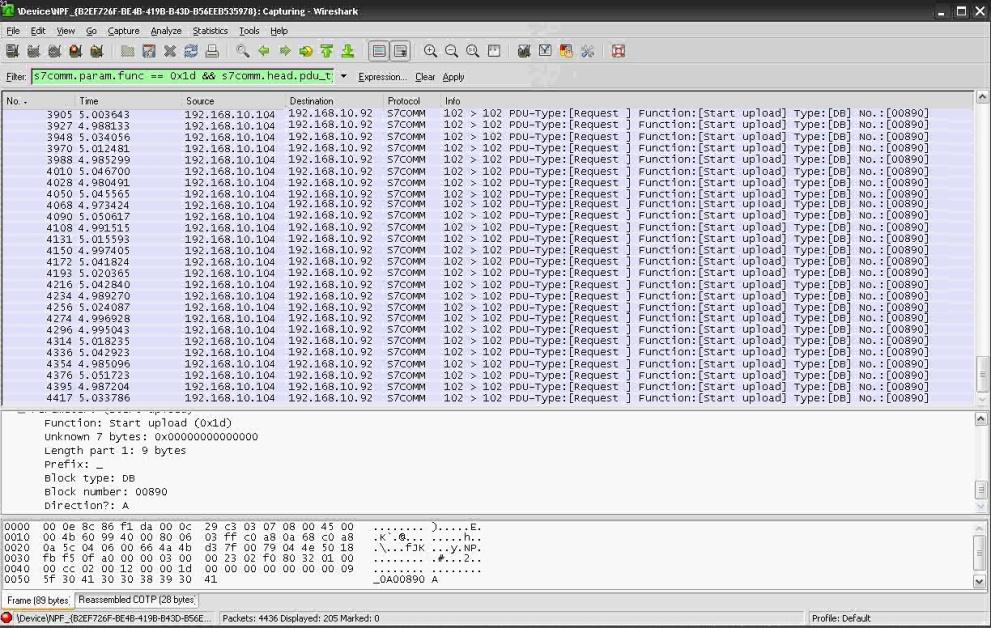 \Device\NPF_{B2EF726F-BE4B-419B-B43D-B56EEB535978}: Capturing - Wireshark
File Edit View Go Capture Analyze Statistics Tools Help
Filter: s7comm.param.func == 0x1d && s7comm.head.pdu_t Expression... Clear Apply
No. - Time Source Destination Protocol Info
3905 5.003643 192.168.10.104 192.168.10.92 S7COMM 102 > 102 PDU-Type:[Request ] Function:[Start upload] Type:[DB] No.:[00890]
3927 4.988133 192.168.10.104 192.168.10.92 S7COMM 102 > 102 PDU-Type:[Request ] Function:[Start upload] Type:[DB] No.:[00890]
3948 5.034056 192.168.10.104 192.168.10.92 S7COMM 102 > 102 PDU-Type:[Request ] Function:[Start upload] Type:[DB] No.:[00890]
3970 5.012481 192.168.10.104 192.168.10.92 S7COMM 102 > 102 PDU-Type:[Request ] Function:[Start upload] Type:[DB] No.:[00890]
3988 4.985299 192.168.10.104 192.168.10.92 S7COMM 102 > 102 PDU-Type:[Request ] Function:[Start upload] Type:[DB] No.:[00890]
4010 5.046700 192.168.10.104 192.168.10.92 S7COMM 102 > 102 PDU-Type:[Request ] Function:[Start upload] Type:[DB] No.:[00890]
4028 4.980491 192.168.10.104 192.168.10.92 S7COMM 102 > 102 PDU-Type:[Request ] Function:[Start upload] Type:[DB] No.:[00890]
4050 5.045565 192.168.10.104 192.168.10.92 S7COMM 102 > 102 PDU-Type:[Request ] Function:[Start upload] Type:[DB] No.:[00890]
4068 4.973424 192.168.10.104 192.168.10.92 S7COMM 102 > 102 PDU-Type:[Request ] Function:[Start upload] Type:[DB] No.:[00890]
4090 5.050617 192.168.10.104 192.168.10.92 S7COMM 102 > 102 PDU-Type:[Request ] Function:[Start upload] Type:[DB] No.:[00890]
4108 4.991515 192.168.10.104 192.168.10.92 S7COMM 102 > 102 PDU-Type:[Request ] Function:[Start upload] Type:[DB] No.:[00890]
4131 5.015593 192.168.10.104 192.168.10.92 S7COMM 102 > 102 PDU-Type:[Request ] Function:[Start upload] Type:[DB] No.:[00890]
4150 4.997405 192.168.10.104 192.168.10.92 S7COMM 102 > 102 PDU-Type:[Request ] Function:[Start upload] Type:[DB] No.:[00890]
4172 5.041824 192.168.10.104 192.168.10.92 S7COMM 102 > 102 PDU-Type:[Request ] Function:[Start upload] Type:[DB] No.:[00890]
4193 5.020365 192.168.10.104 192.168.10.92 S7COMM 102 > 102 PDU-Type:[Request ] Function:[Start upload] Type:[DB] No.:[00890]
4216 5.042840 192.168.10.104 192.168.10.92 S7COMM 102 > 102 PDU-Type:[Request ] Function:[Start upload] Type:[DB] No.:[00890]
4234 4.989270 192.168.10.104 192.168.10.92 S7COMM 102 > 102 PDU-Type:[Request ] Function:[Start upload] Type:[DB] No.:[00890]
4256 5.024087 192.168.10.104 192.168.10.92 S7COMM 102 > 102 PDU-Type:[Request ] Function:[Start upload] Type:[DB] No.:[00890]
4274 4.996928 192.168.10.104 192.168.10.92 S7COMM 102 > 102 PDU-Type:[Request ] Function:[Start upload] Type:[DB] No.:[00890]
4296 4.995043 192.168.10.104 192.168.10.92 S7COMM 102 > 102 PDU-Type:[Request ] Function:[Start upload] Type:[DB] No.:[00890]
4314 5.018235 192.168.10.104 192.168.10.92 S7COMM 102 > 102 PDU-Type:[Request ] Function:[Start upload] Type:[DB] No.:[00890]
4336 5.042923 192.168.10.104 192.168.10.92 S7COMM 102 > 102 PDU-Type:[Request ] Function:[Start upload] Type:[DB] No.:[00890]
4354 4.985096 192.168.10.104 192.168.10.92 S7COMM 102 > 102 PDU-Type:[Request ] Function:[Start upload] Type:[DB] No.:[00890]
4376 5.051723 192.168.10.104 192.168.10.92 S7COMM 102 > 102 PDU-Type:[Request ] Function:[Start upload] Type:[DB] No.:[00890]
4395 4.987204 192.168.10.104 192.168.10.92 S7COMM 102 > 102 PDU-Type:[Request ] Function:[Start upload] Type:[DB] No.:[00890]
4417 5.033786 192.168.10.104 192.168.10.92 S7COMM 102 > 102 PDU-Type:[Request ] Function:[Start upload] Type:[DB] No.:[00890]
Function: Start upload (0x1d)
Unknown 7 bytes: 0x00000000000000
Length part 1: 9 bytes
Prefix: _
Block type: DB
Block number: 00890
Direction?: A
0000 00 0e 8c 86 f1 da 00 0c 29 c3 03 07 08 00 45 00 ........ ).....E.
0010 00 4b 60 99 40 00 80 06 03 ff c0 a8 0a 68 c0 a8 .K`.@... .....h..
0020 0a 5c 04 06 00 66 4a 4b d3 7f 00 79 04 4e 50 18 .\...fJK ...y.NP.
0030 fb f5 0f a0 00 00 03 00 00 23 02 f0 80 32 01 00 ........ .#...2..
0040 00 cc 02 00 12 00 00 1d 00 00 00 00 00 00 00 09 ........ ........
0050 5f 30 41 30 30 38 39 30 41 _0A00890 A
Frame (89 bytes) Reassembled COTP (28 bytes)
\Device\NPF_{B2EF726F-BE4B-419B-B43D-B56E... Packets: 4436 Displayed: 205 Marked: 0 Profile: Default